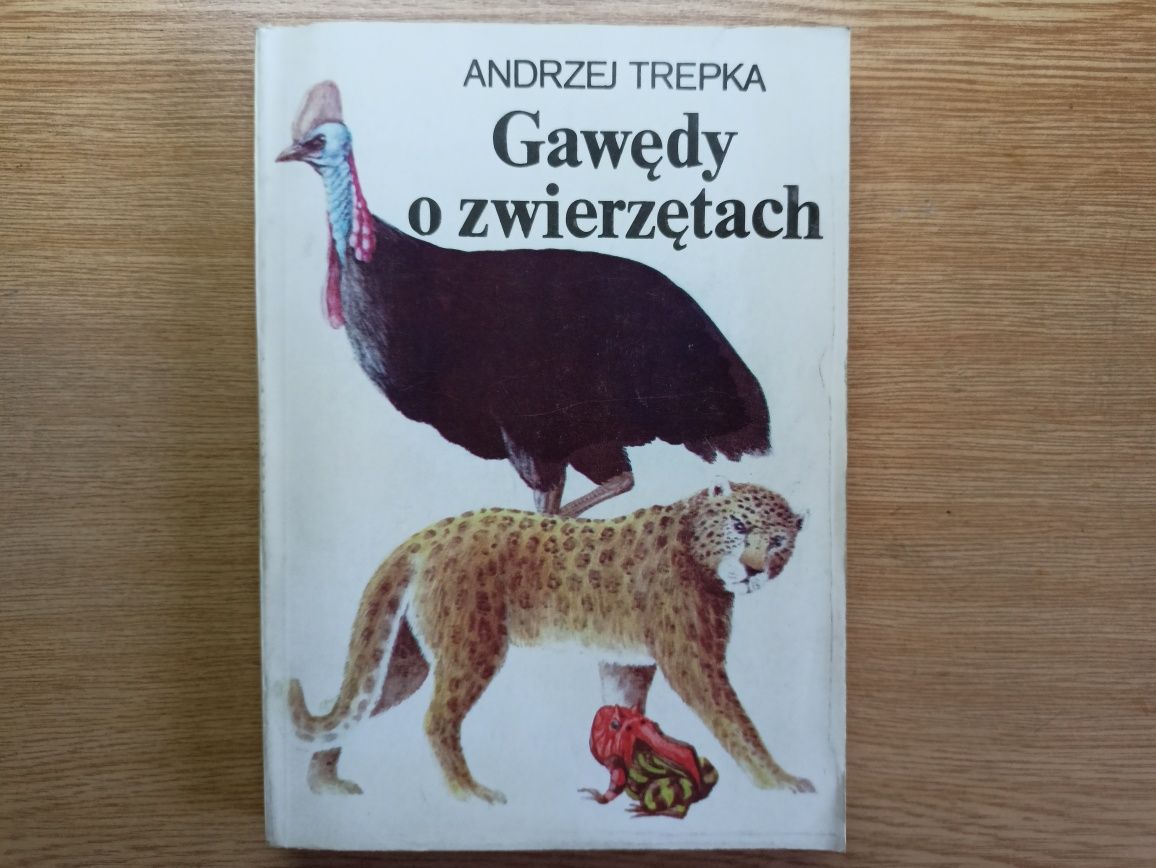 ANDRZEJ TREPKA
Gawędy
o zwierzętach